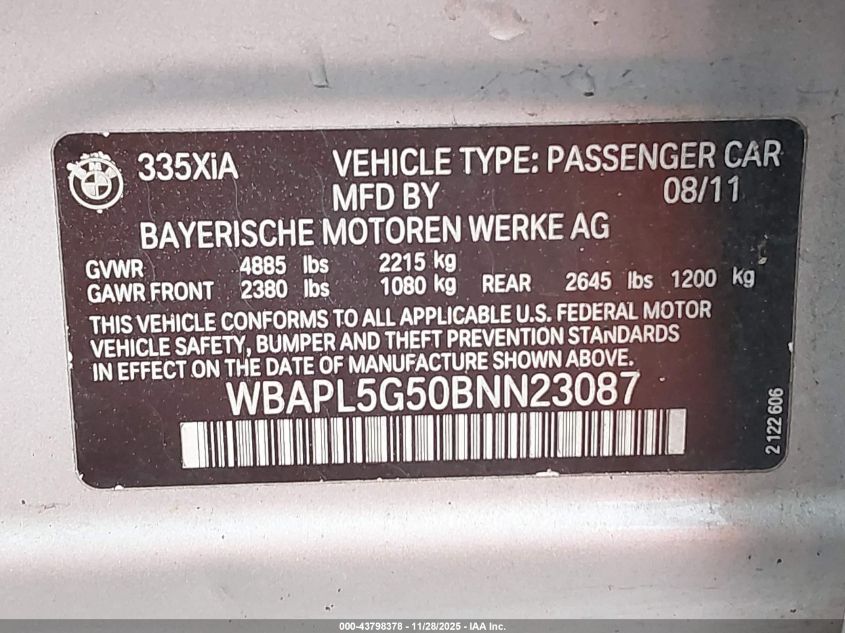 335XiA VEHICLE TYPE: PASSENGER CAR
MFD BY 08/11
BAYERISCHE MOTOREN WERKE AG
GVWR 4885 lbs 2215 kg
GAWR FRONT 2380 lbs 1080 kg REAR 2645 lbs 1200 kg
THIS VEHICLE CONFORMS TO ALL APPLICABLE U.S. FEDERAL MOTOR
VEHICLE SAFETY, BUMPER AND THEFT PREVENTION STANDARDS
IN EFFECT ON THE DATE OF MANUFACTURE SHOWN ABOVE
WBAPL5G50BNN23087
2 122 606
000-43798378 - 11/28/2025 - IAA Inc.